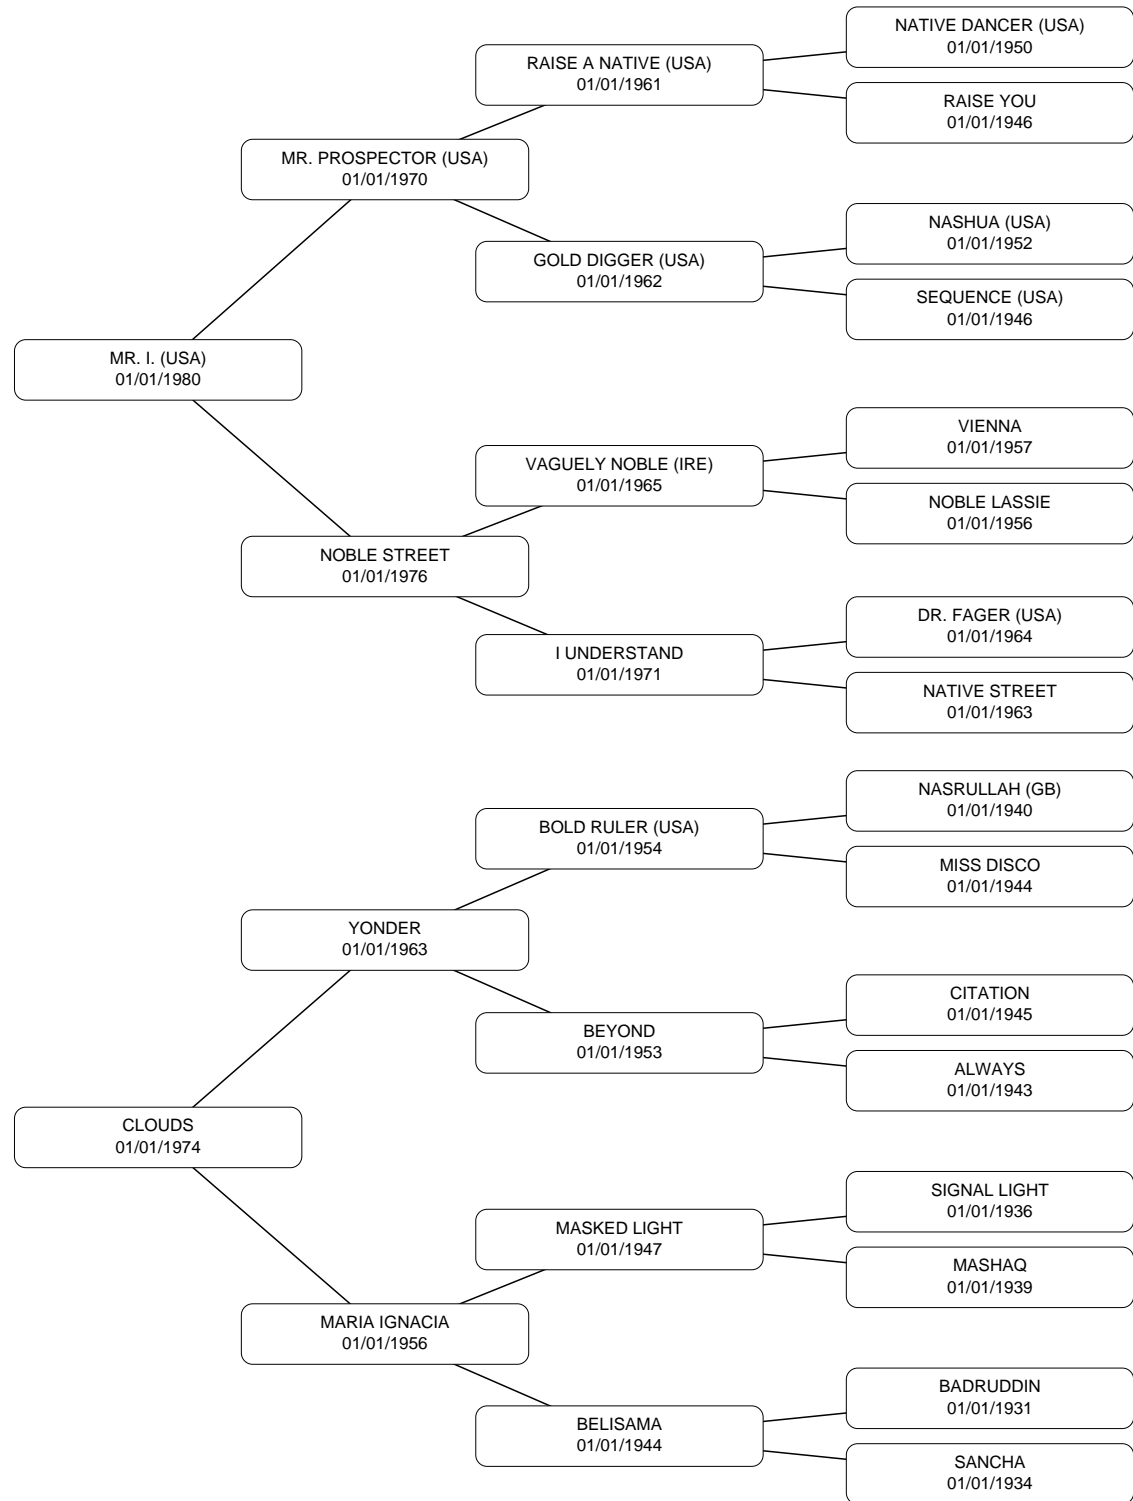 NATIVE DANCER (USA)
01/01/1950
RAISE A NATIVE (USA)
01/01/1961
RAISE YOU
01/01/1946
MR. PROSPECTOR (USA)
01/01/1970
NASHUA (USA)
01/01/1952
GOLD DIGGER (USA)
01/01/1962
SEQUENCE (USA)
01/01/1946
MR. I. (USA)
01/01/1980
VIENNA
01/01/1957
VAGUELY NOBLE (IRE)
01/01/1965
NOBLE LASSIE
01/01/1956
NOBLE STREET
01/01/1976
DR. FAGER (USA)
01/01/1964
I UNDERSTAND
01/01/1971
NATIVE STREET
01/01/1963
NASRULLAH (GB)
01/01/1940
BOLD RULER (USA)
01/01/1954
MISS DISCO
01/01/1944
YONDER
01/01/1963
CITATION
01/01/1945
BEYOND
01/01/1953
ALWAYS
01/01/1943
CLOUDS
01/01/1974
SIGNAL LIGHT
01/01/1936
MASKED LIGHT
01/01/1947
MASHAQ
01/01/1939
MARIA IGNACIA
01/01/1956
BADRUDDIN
01/01/1931
BELISAMA
01/01/1944
SANCHA
01/01/1934